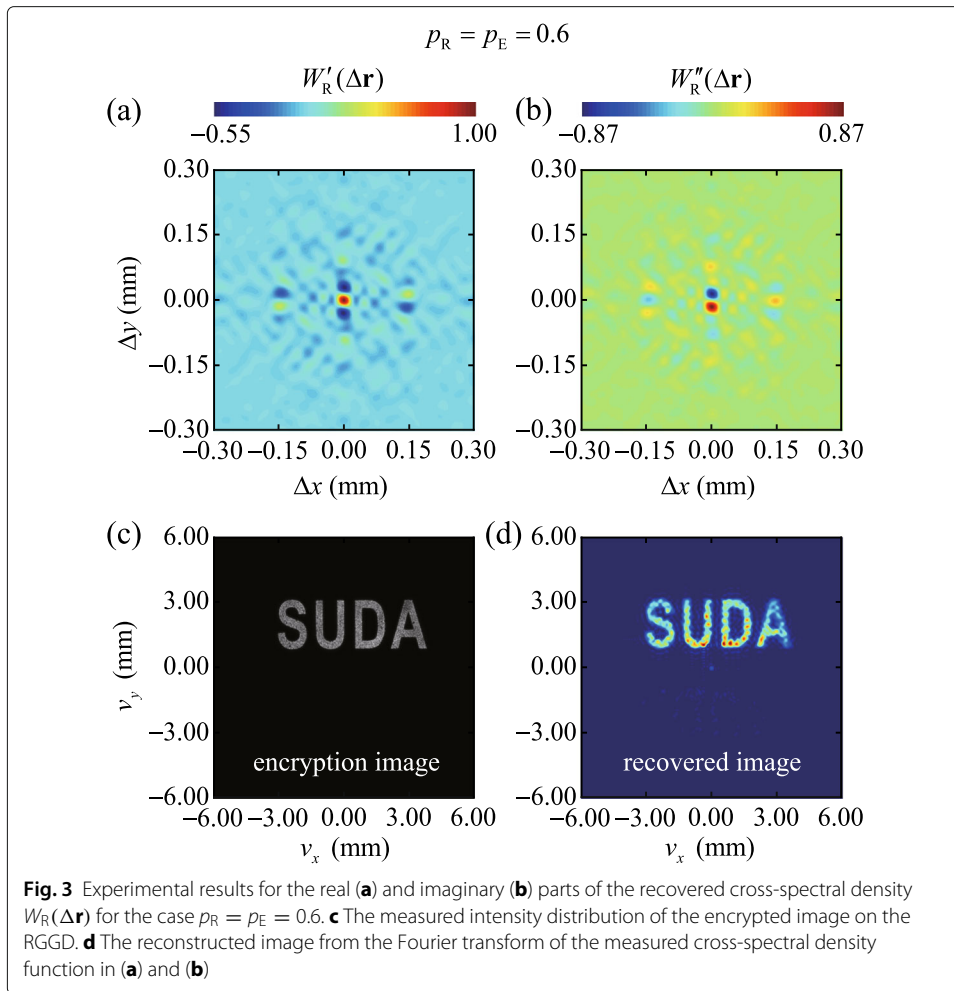 p_R = p_E = 0.6
(a) W_R′(Δr) (b) W_R″(Δr)
−0.55 1.00 −0.87 0.87
0.30 0.30
0.15 0.15
0.00 0.00
−0.15 −0.15
−0.30 −0.30
Δy (mm)
−0.30 −0.15 0.00 0.15 0.30 −0.30 −0.15 0.00 0.15 0.30
Δx (mm) Δx (mm)
(c) (d)
6.00 6.00
3.00 3.00
SUDA SUDA
0.00 0.00
v_y (mm)
−3.00 −3.00
encryption image recovered image
−6.00 −6.00
−6.00 −3.00 0.00 3.00 6.00 −6.00 −3.00 0.00 3.00 6.00
v_x (mm) v_x (mm)
Fig. 3 Experimental results for the real (a) and imaginary (b) parts of the recovered cross-spectral density
W_R(Δr) for the case p_R = p_E = 0.6. c The measured intensity distribution of the encrypted image on the
RGGD. d The reconstructed image from the Fourier transform of the measured cross-spectral density
function in (a) and (b)